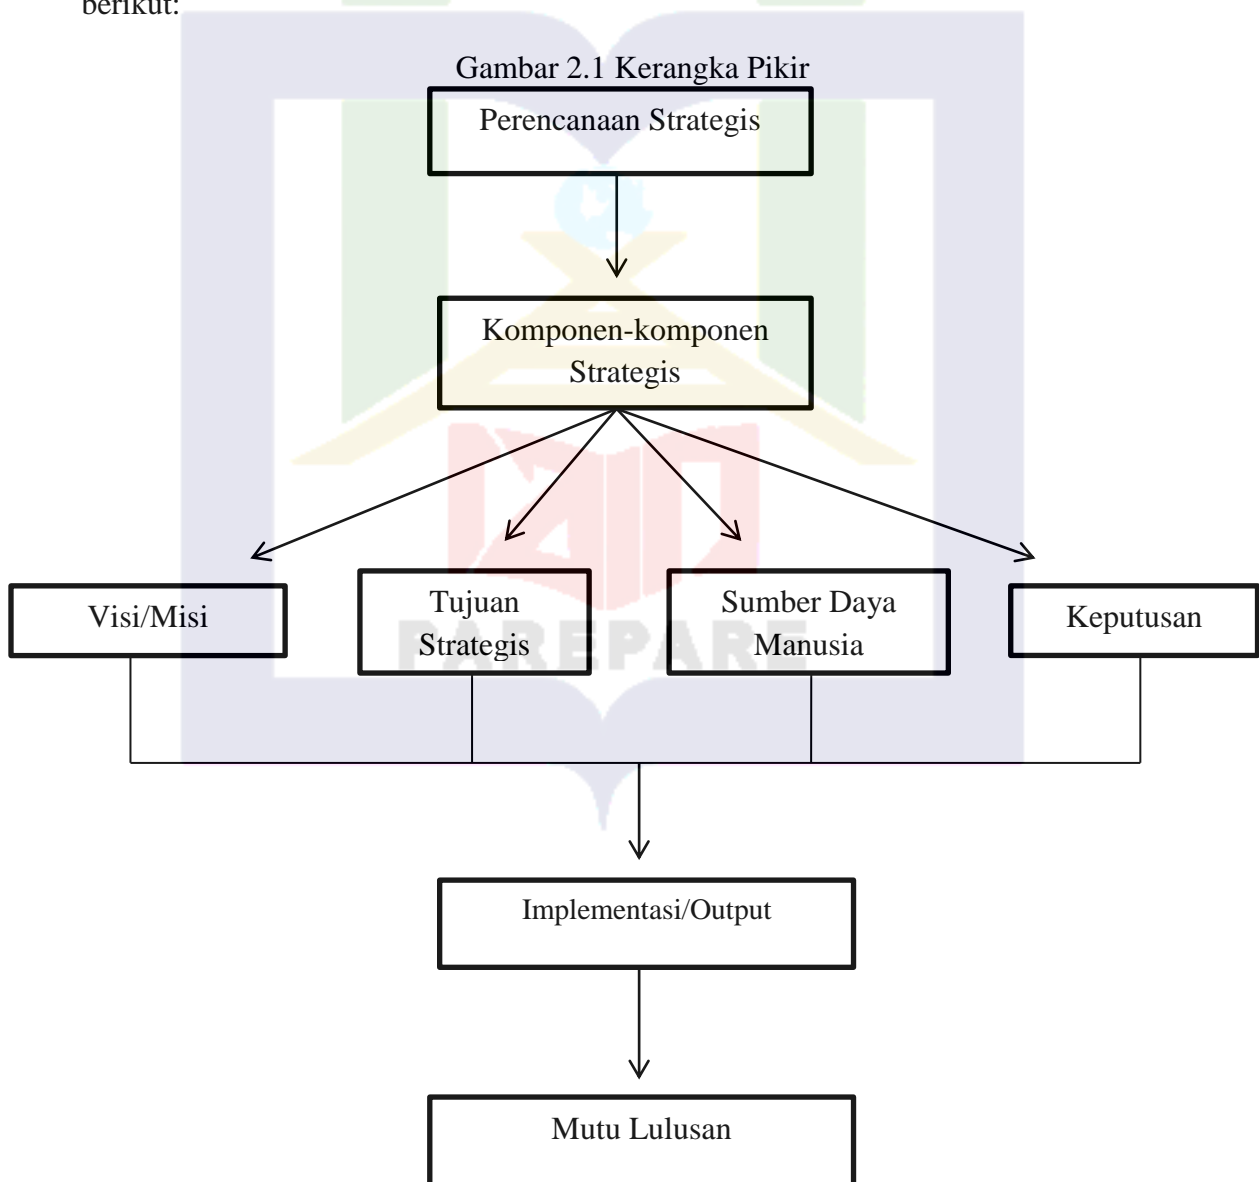 berikut:
Gambar 2.1 Kerangka Pikir
Perencanaan Strategis
Komponen-komponen
Strategis
Visi/Misi
Tujuan
Strategis
Sumber Daya
Manusia
Keputusan
PAREPARE
Implementasi/Output
Mutu Lulusan